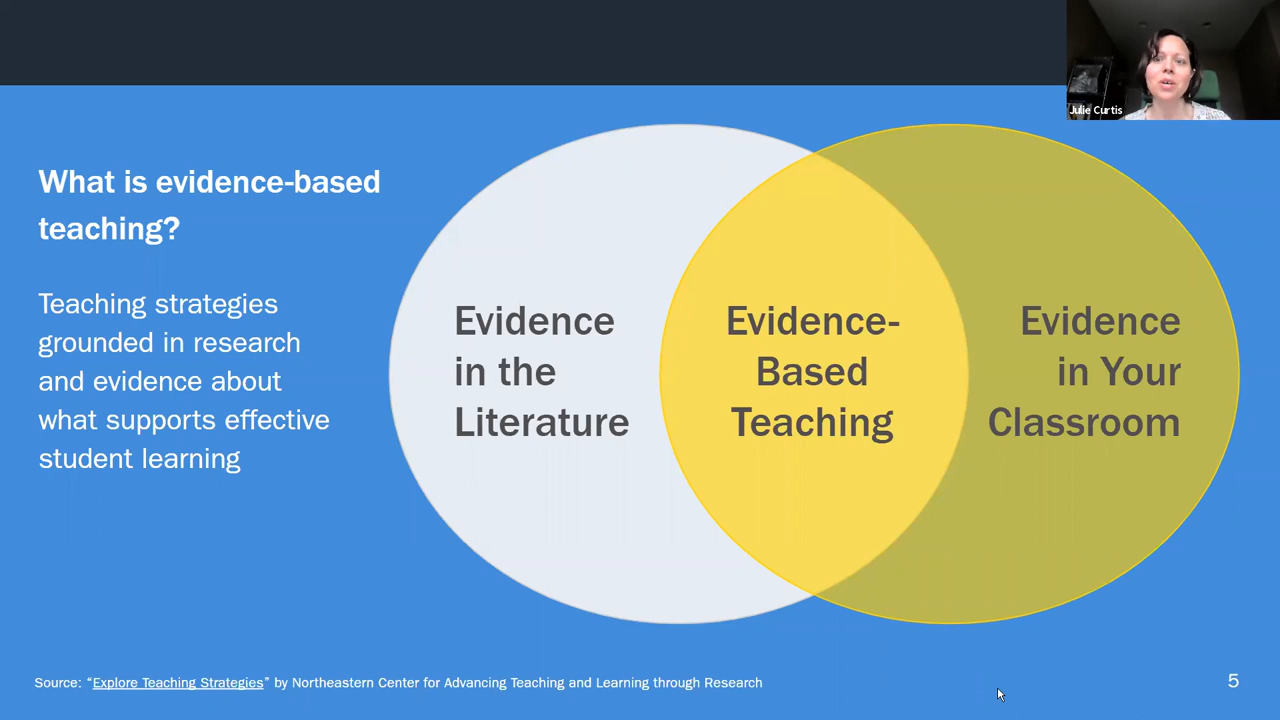 Julie Curtis
What is evidence-based
teaching?
Teaching strategies
grounded in research
and evidence about
what supports effective
student learning
Evidence
in the
Literature
Evidence-
Based
Teaching
Evidence
in Your
Classroom
Source: “Explore Teaching Strategies” by Northeastern Center for Advancing Teaching and Learning through Research
5